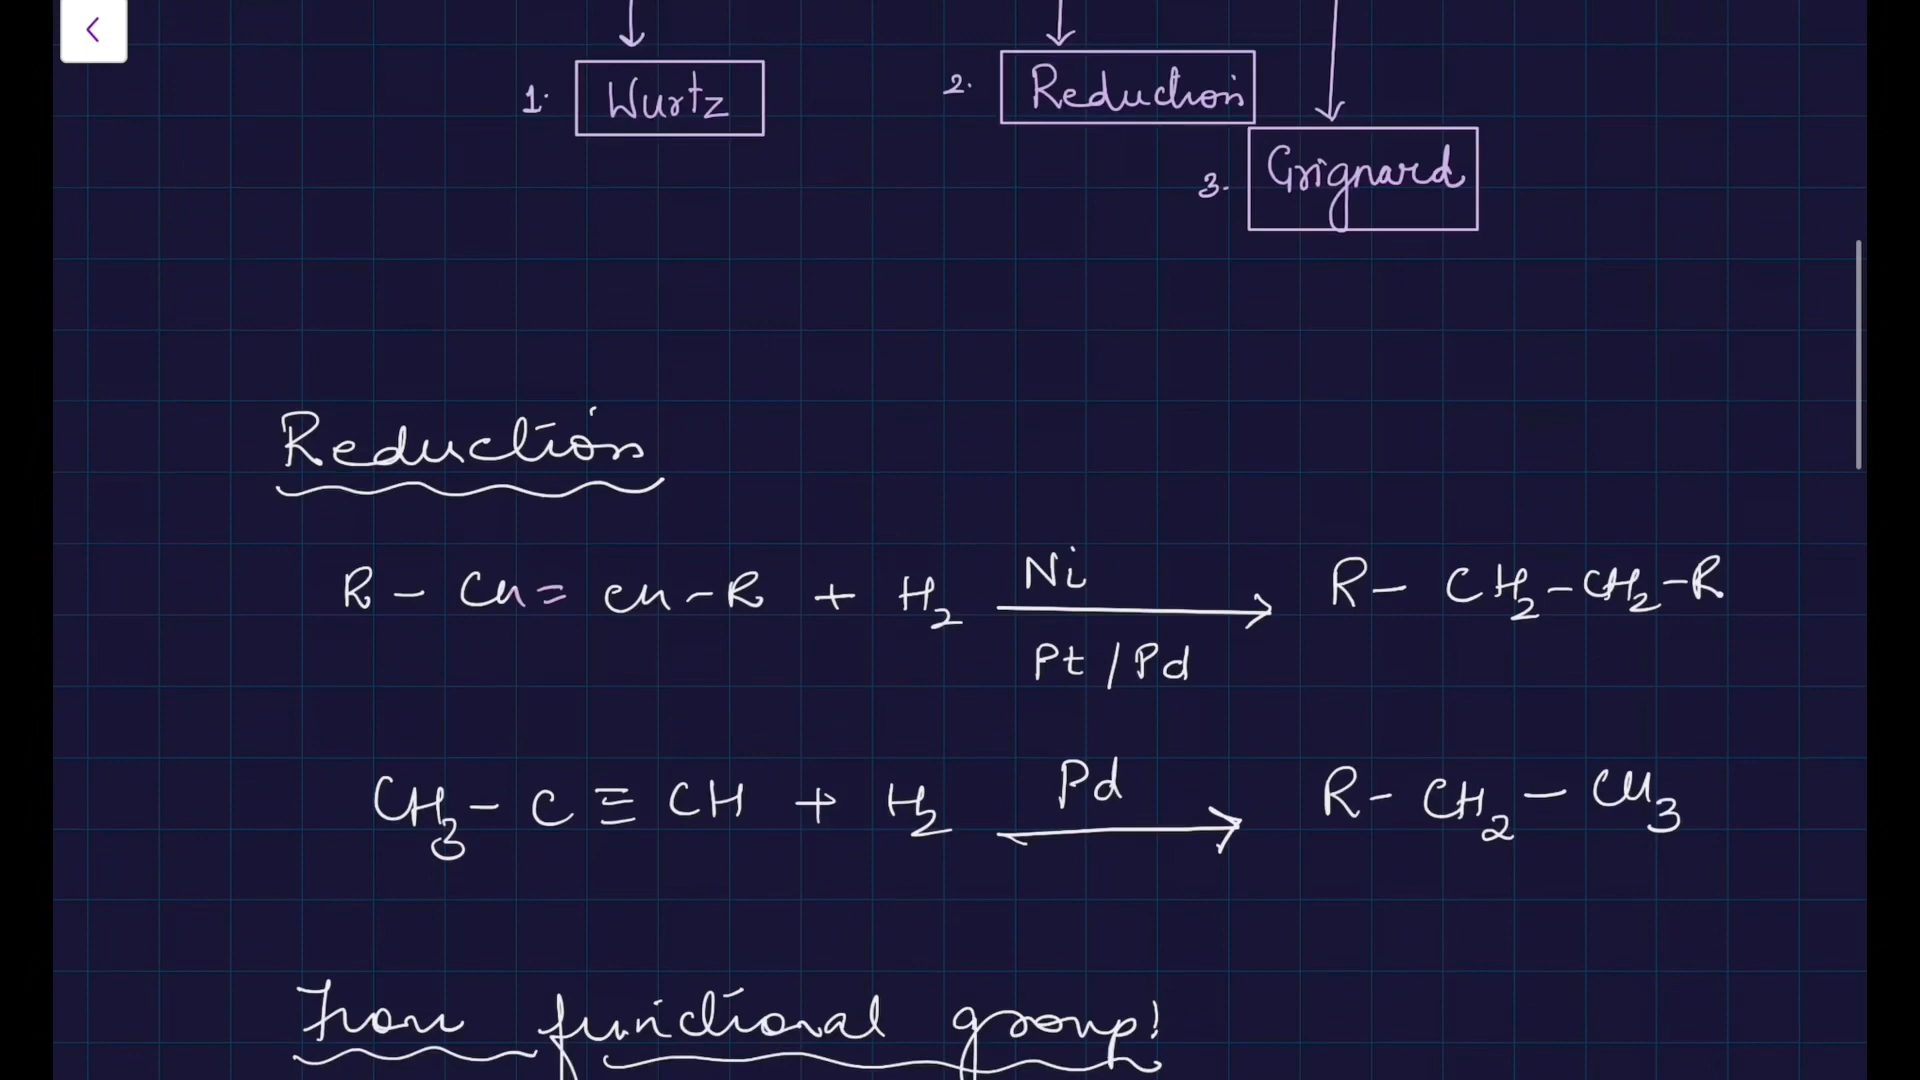 1. Wurtz
2. Reduction
3. Grignard
Reduction
R - CH = CH - R + H₂ Ni Pt / Pd R - CH₂ - CH₂ - R
CH₃ - C ≡ CH + H₂ Pd R - CH₂ - CH₃
From functional group!